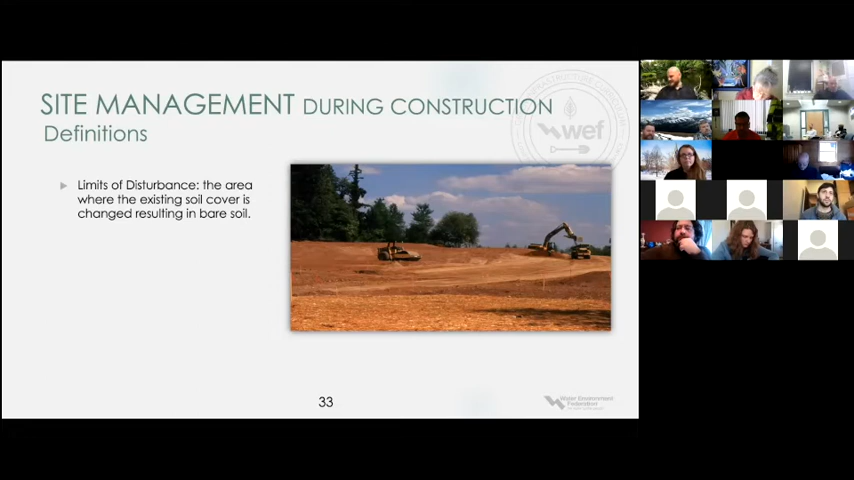 SITE MANAGEMENT DURING CONSTRUCTION
Definitions
Limits of Disturbance: the area
where the existing soil cover is
changed resulting in bare soil.
wef
33
Water Environment
Federation